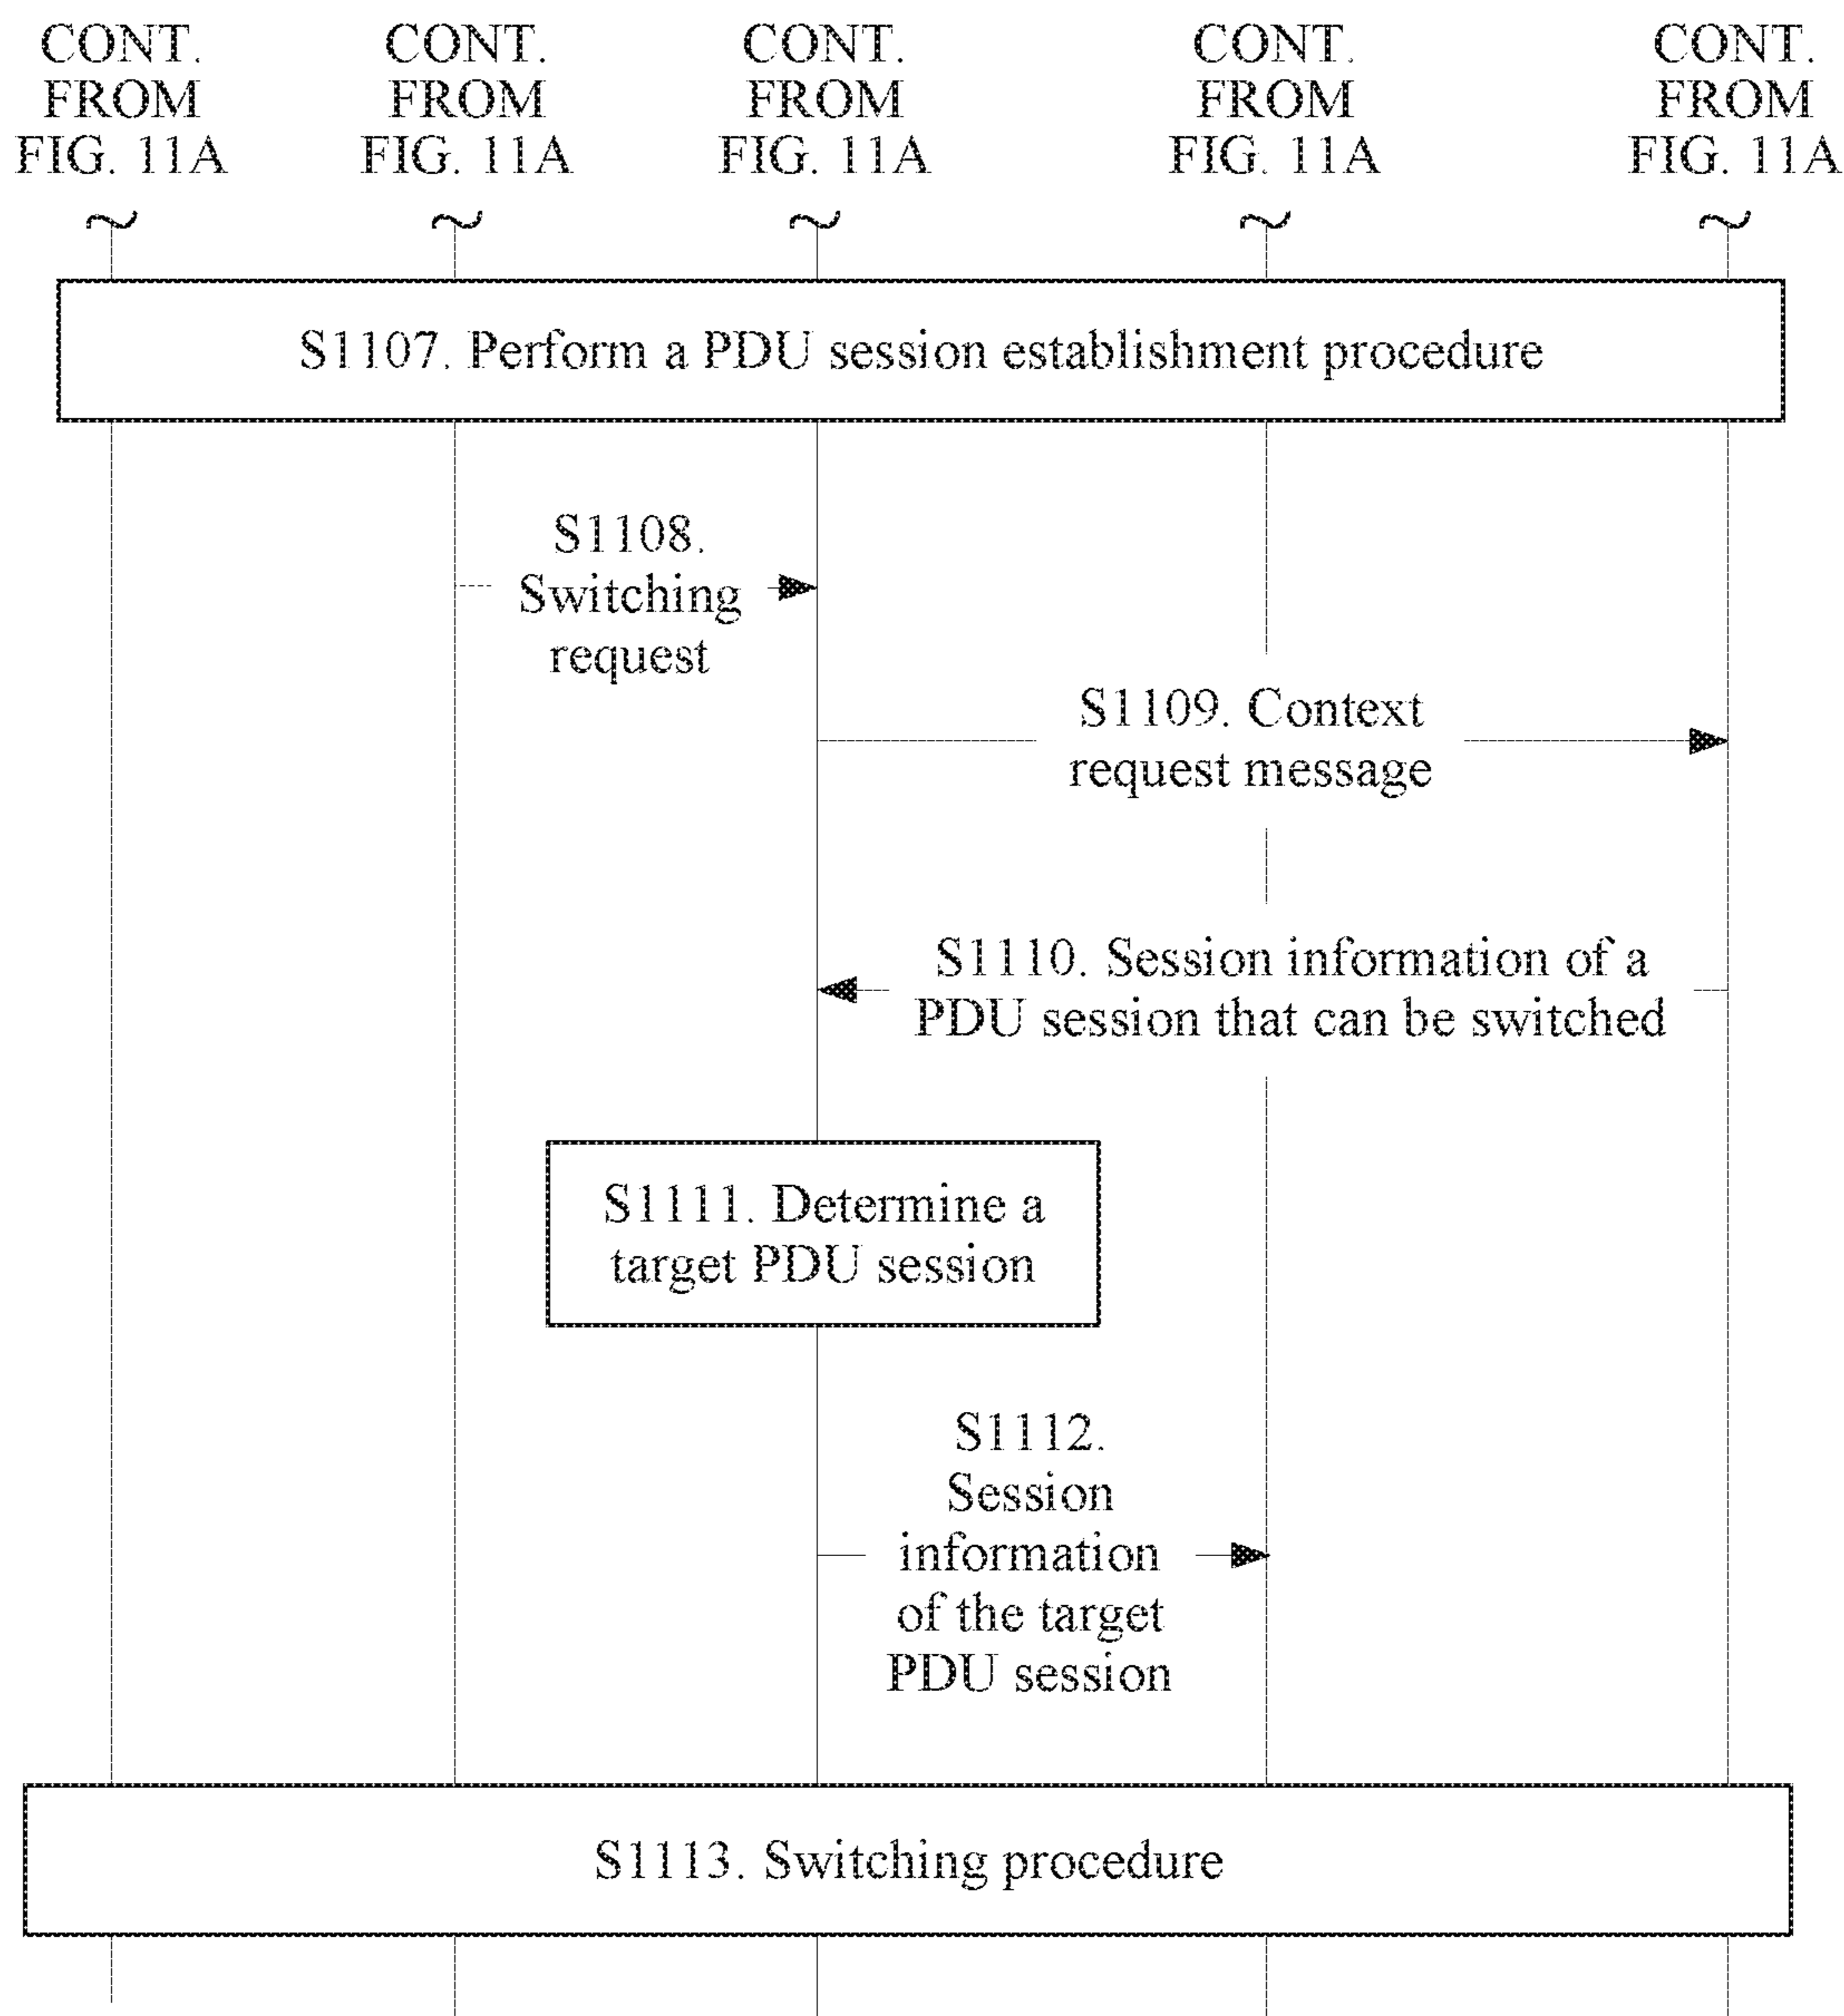 CONT.
FROM
FIG. 11A
CONT.
FROM
FIG. 11A
CONT.
FROM
FIG. 11A
CONT.
FROM
FIG. 11A
CONT.
FROM
FIG. 11A
S1107. Perform a PDU session establishment procedure
S1108.
Switching
request
S1109. Context
request message
S1110. Session information of a
PDU session that can be switched
S1111. Determine a
target PDU session
S1112.
Session
information
of the target
PDU session
S1113. Switching procedure